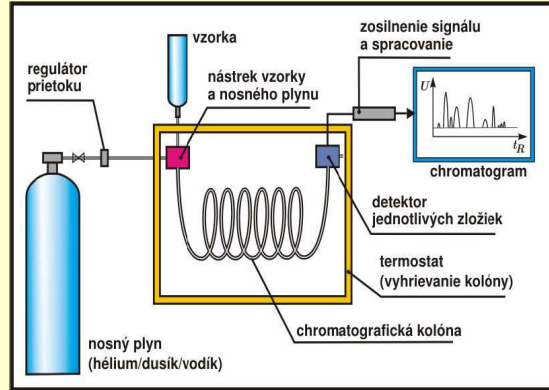 zosilnenie signálu
a spracovanie
vzorka
regulátor
prietoku
nástrek vzorky
a nosného plynu
U
t_R
chromatogram
detektor
jednotlivých zložiek
termostat
(vyhrievanie kolóny)
chromatografická kolóna
nosný plyn
(hélium/dusík/vodík)